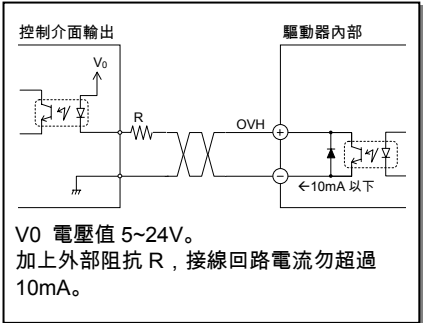 控制介面輸出
驅動器內部
V0
R
OVH
+
−
←10mA 以下
V0 電壓值 5~24V。
加上外部阻抗 R，接線回路電流勿超過
10mA。